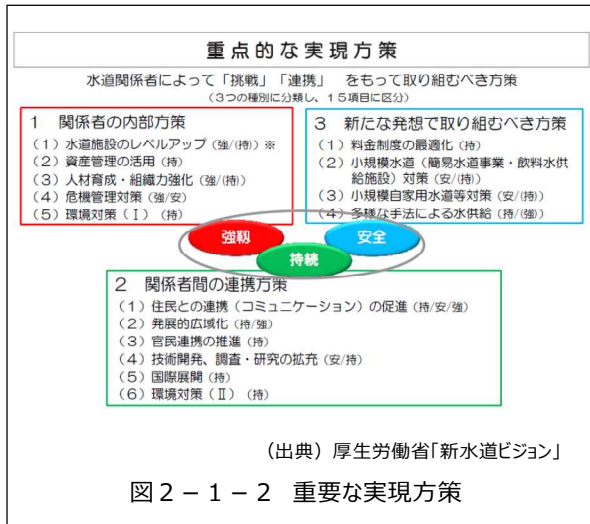 重点的な実現方策
水道関係者によって「挑戦」「連携」 をもって取り組むべき方策
（3つの種別に分類し、15項目に区分）
1 関係者の内部方策
（1）水道施設のレベルアップ（強/(持)）※
（2）資産管理の活用（持）
（3）人材育成・組織力強化（強/(持)）
（4）危機管理対策（強/安）
（5）環境対策（Ⅰ）（持）
3 新たな発想で取り組むべき方策
（1）料金制度の最適化（持）
（2）小規模水道（簡易水道事業・飲料水供
給施設）対策（安/(持)）
（3）小規模自家用水道等対策（安/(持)）
（4）多様な手法による水供給（持/(強)）
強靱
安全
持続
2 関係者間の連携方策
（1）住民との連携（コミュニケーション）の促進（持/安/強）
（2）発展的広域化（持/強）
（3）官民連携の推進（持）
（4）技術開発、調査・研究の拡充（安/持）
（5）国際展開（持）
（6）環境対策（Ⅱ）（持）
（出典）厚生労働省「新水道ビジョン」
図２－１－２ 重要な実現方策